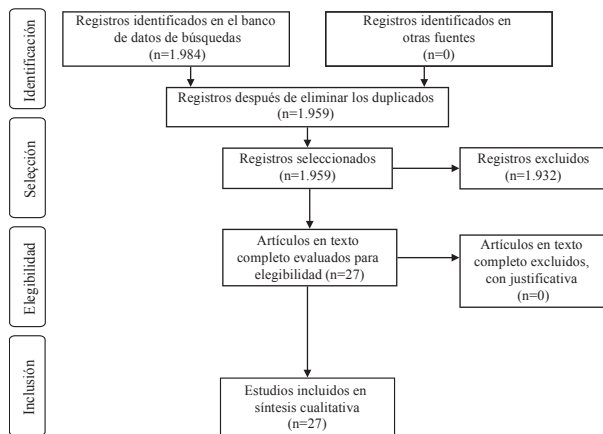 Identificación
Registros identificados en el banco
de datos de búsquedas
(n=1.984)
Registros identificados en
otras fuentes
(n=0)
Registros después de eliminar los duplicados
(n=1.959)
Selección
Registros seleccionados
(n=1.959)
Registros excluidos
(n=1.932)
Elegibilidad
Artículos en texto
completo evaluados para
elegibilidad (n=27)
Artículos en texto
completo excluidos,
con justificativa
(n=0)
Inclusión
Estudios incluidos en
síntesis cualitativa
(n=27)